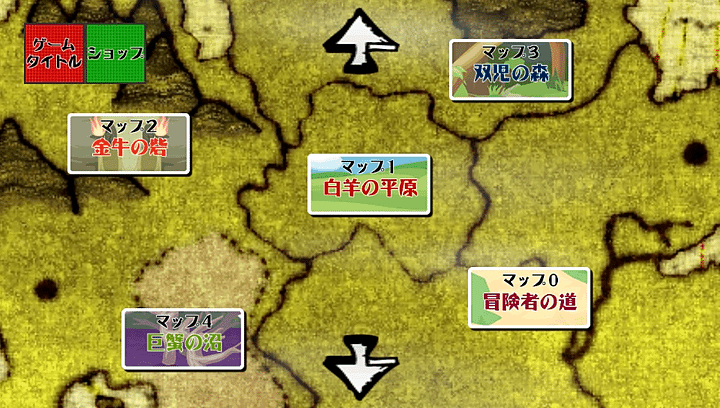 ゲーム
タイトル
ショップ
マップ3
双児の森
マップ2
金牛の砦
マップ1
白羊の平原
マップ0
冒険者の道
マップ4
巨蟹の沼